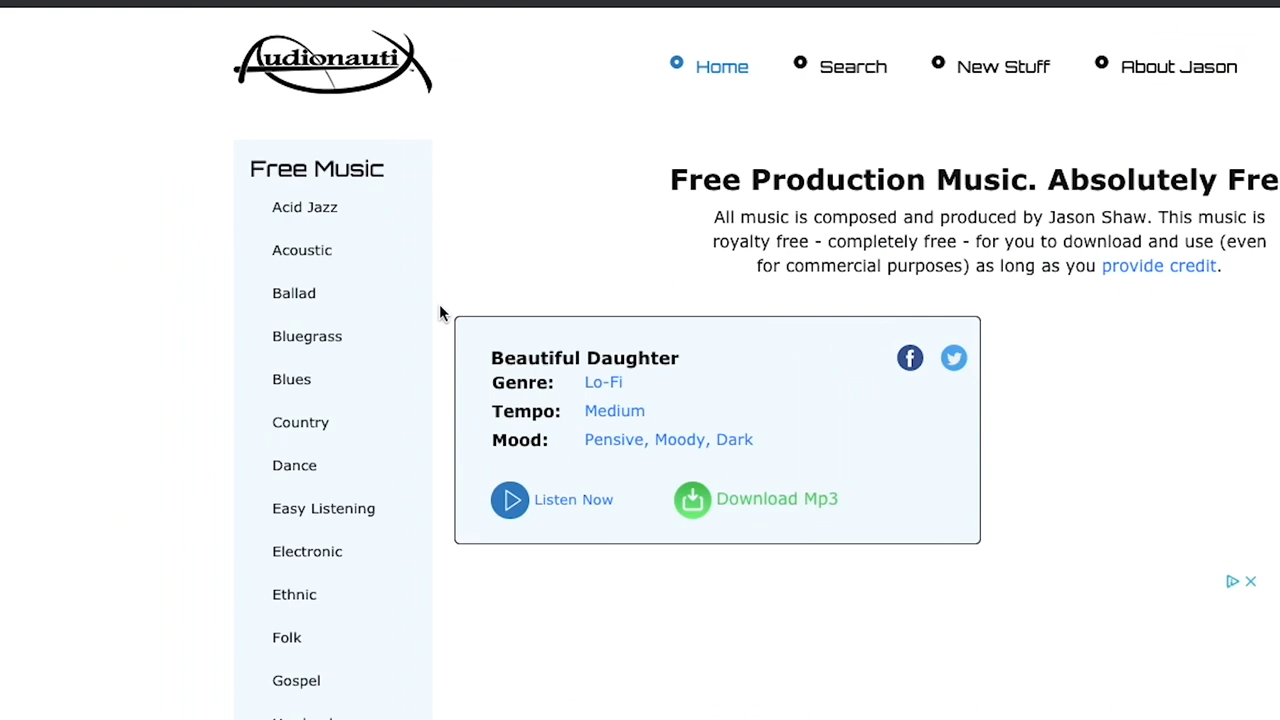 Audionautix
Home
Search
New Stuff
About Jason
Free Music
Acid Jazz
Acoustic
Ballad
Bluegrass
Blues
Country
Dance
Easy Listening
Electronic
Ethnic
Folk
Gospel
Free Production Music. Absolutely Fre
All music is composed and produced by Jason Shaw. This music is
royalty free - completely free - for you to download and use (even
for commercial purposes) as long as you provide credit.
Beautiful Daughter
Genre: Lo-Fi
Tempo: Medium
Mood: Pensive, Moody, Dark
Listen Now
Download Mp3